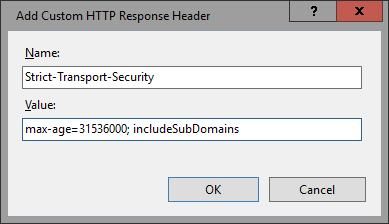 Add Custom HTTP Response Header
?
Name:
Strict-Transport-Security
Value:
max-age=31536000; includeSubDomains
OK Cancel